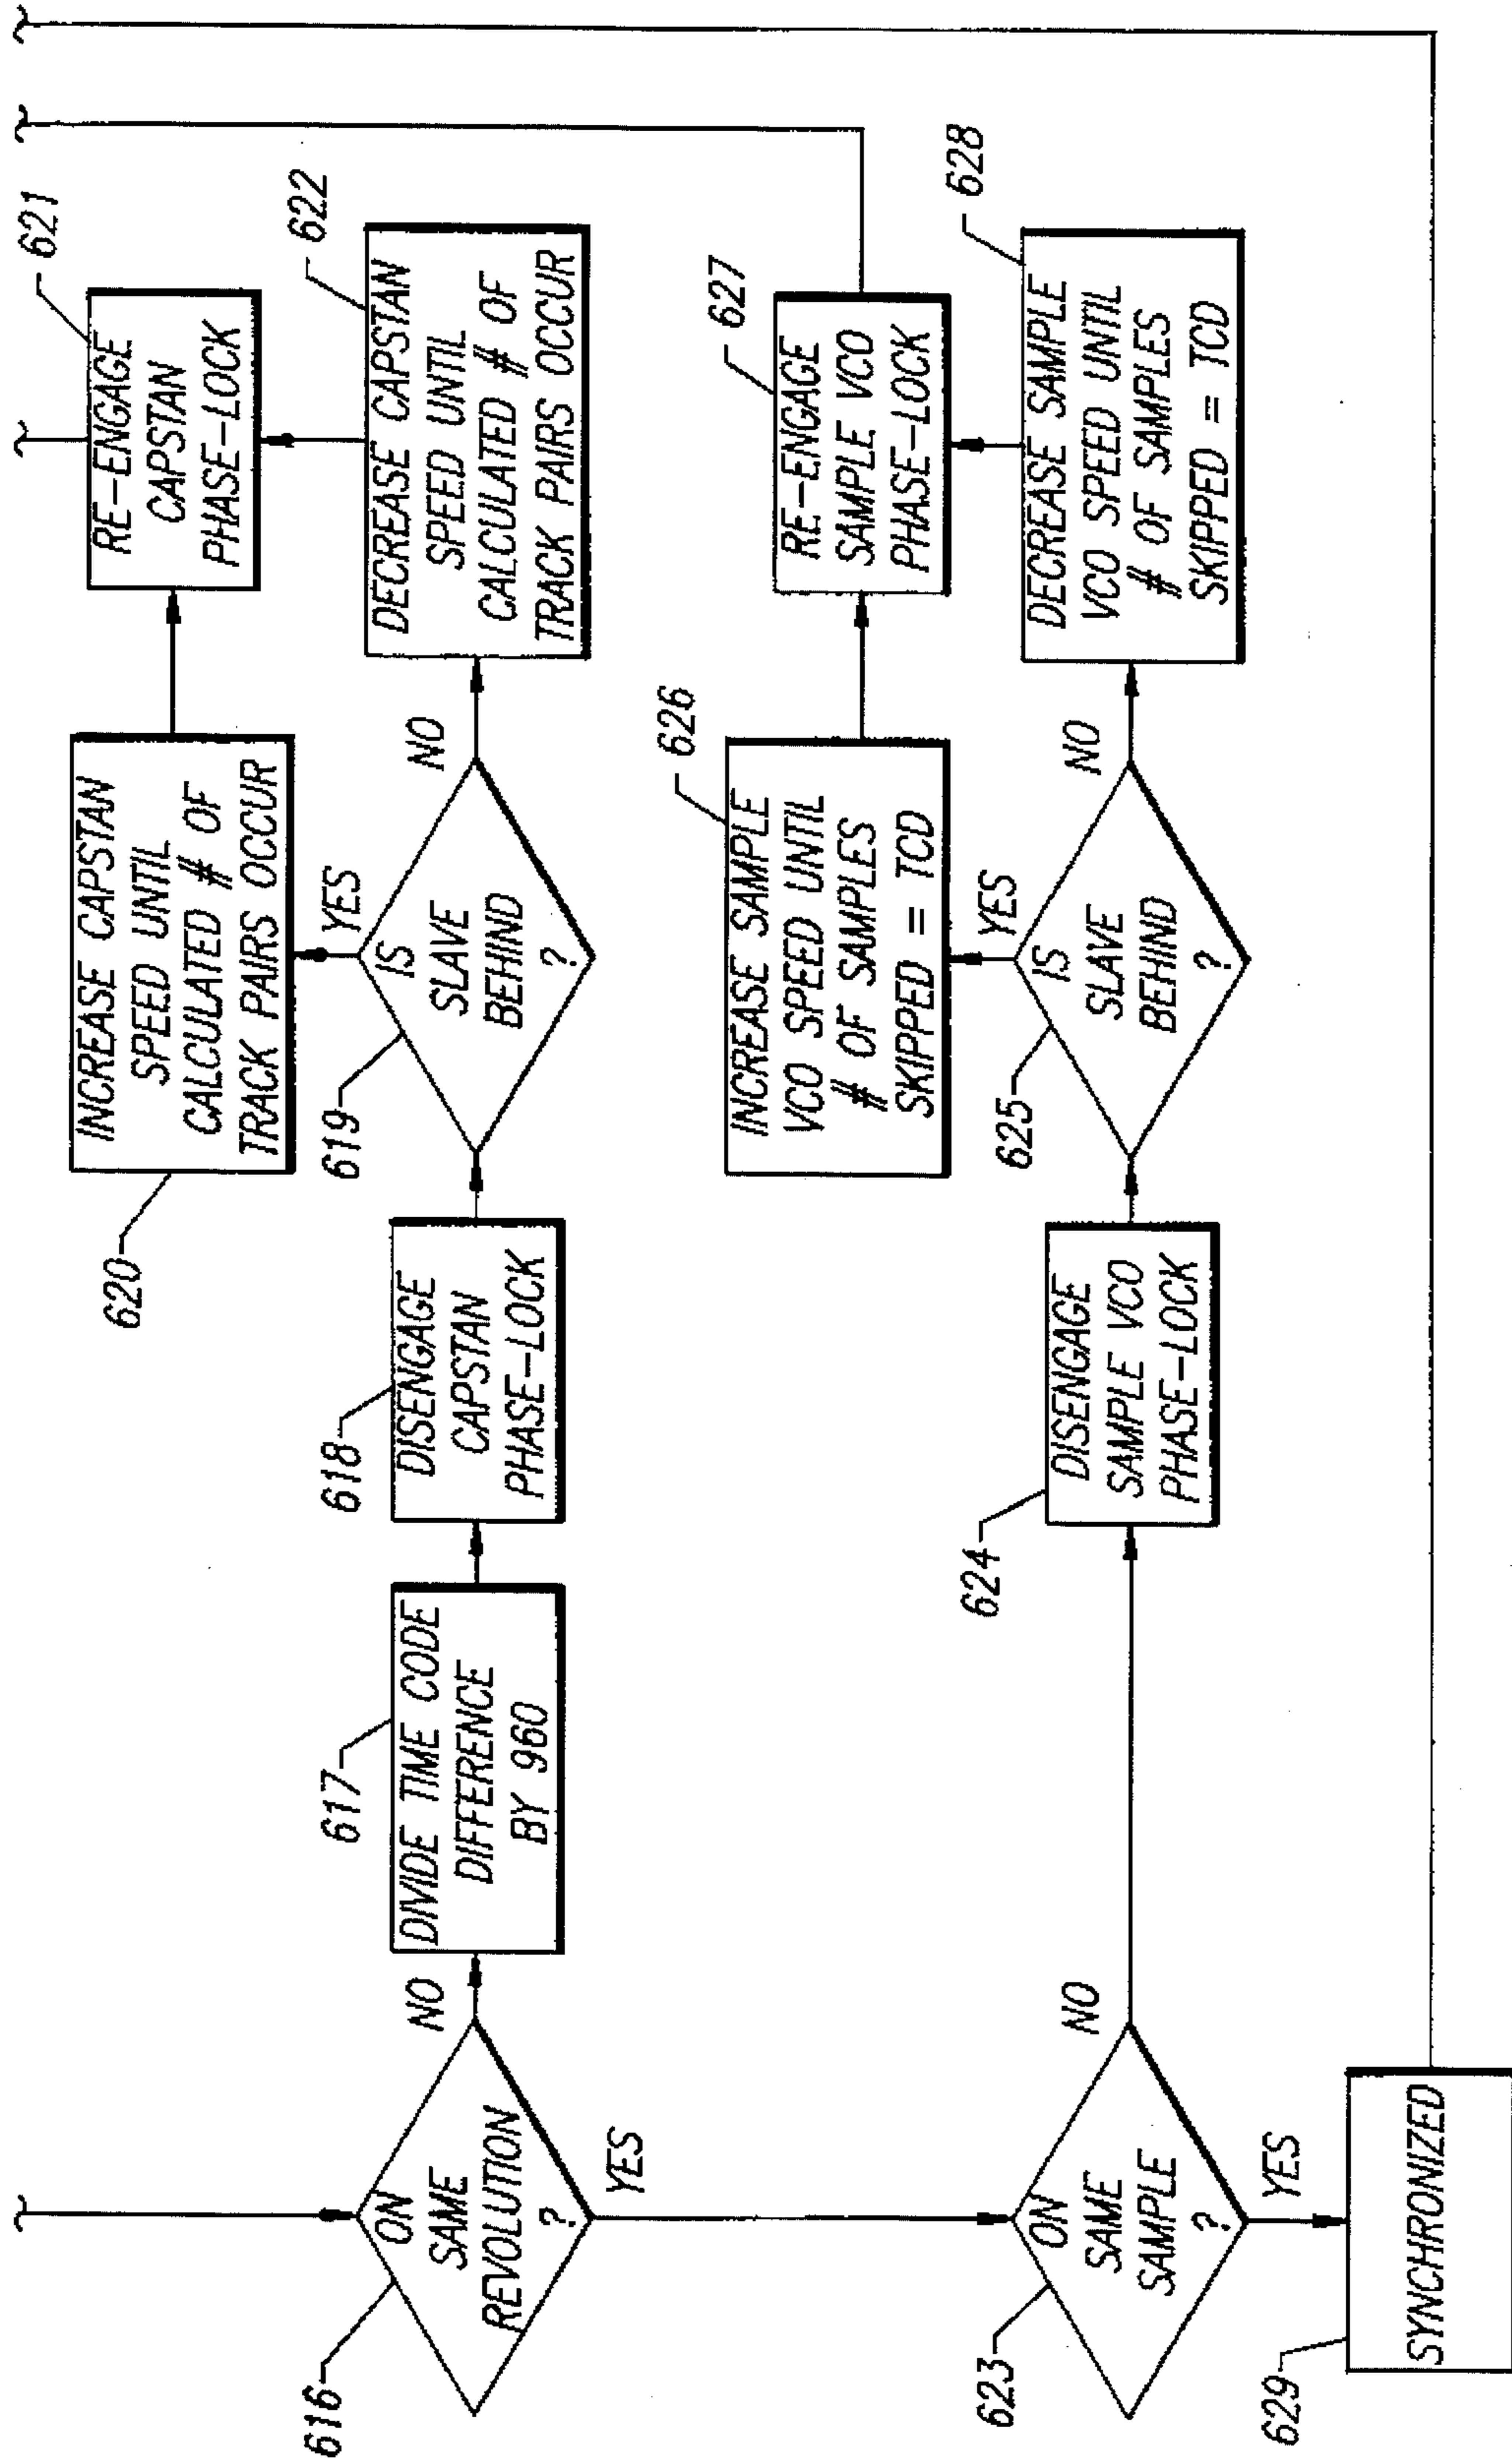 616
ON
SAME
REVOLUTION
?
NO
YES
617
DIVIDE TIME CODE
DIFFERENCE
BY 960
618
DISENGAGE
CAPSTAN
PHASE-LOCK
619
IS
SLAVE
BEHIND
?
YES
NO
620
INCREASE CAPSTAN
SPEED UNTIL
CALCULATED # OF
TRACK PAIRS OCCUR
621
RE-ENGAGE
CAPSTAN
PHASE-LOCK
622
DECREASE CAPSTAN
SPEED UNTIL
CALCULATED # OF
TRACK PAIRS OCCUR
623
ON
SAME
SAMPLE
?
NO
YES
624
DISENGAGE
SAMPLE VCO
PHASE-LOCK
625
IS
SLAVE
BEHIND
?
YES
NO
626
INCREASE SAMPLE
VCO SPEED UNTIL
# OF SAMPLES
SKIPPED = TCD
627
RE-ENGAGE
SAMPLE VCO
PHASE-LOCK
628
DECREASE SAMPLE
VCO SPEED UNTIL
# OF SAMPLES
SKIPPED = TCD
629
SYNCHRONIZED